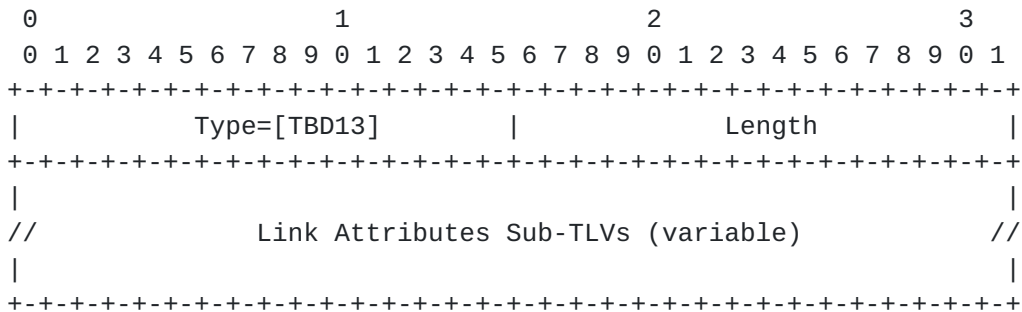 0                   1                   2                   3
 0 1 2 3 4 5 6 7 8 9 0 1 2 3 4 5 6 7 8 9 0 1 2 3 4 5 6 7 8 9 0 1
+-+-+-+-+-+-+-+-+-+-+-+-+-+-+-+-+-+-+-+-+-+-+-+-+-+-+-+-+-+-+-+-+
|           Type=[TBD13]        |             Length            |
+-+-+-+-+-+-+-+-+-+-+-+-+-+-+-+-+-+-+-+-+-+-+-+-+-+-+-+-+-+-+-+-+
|                                                               |
//              Link Attributes Sub-TLVs (variable)            //
|                                                               |
+-+-+-+-+-+-+-+-+-+-+-+-+-+-+-+-+-+-+-+-+-+-+-+-+-+-+-+-+-+-+-+-+